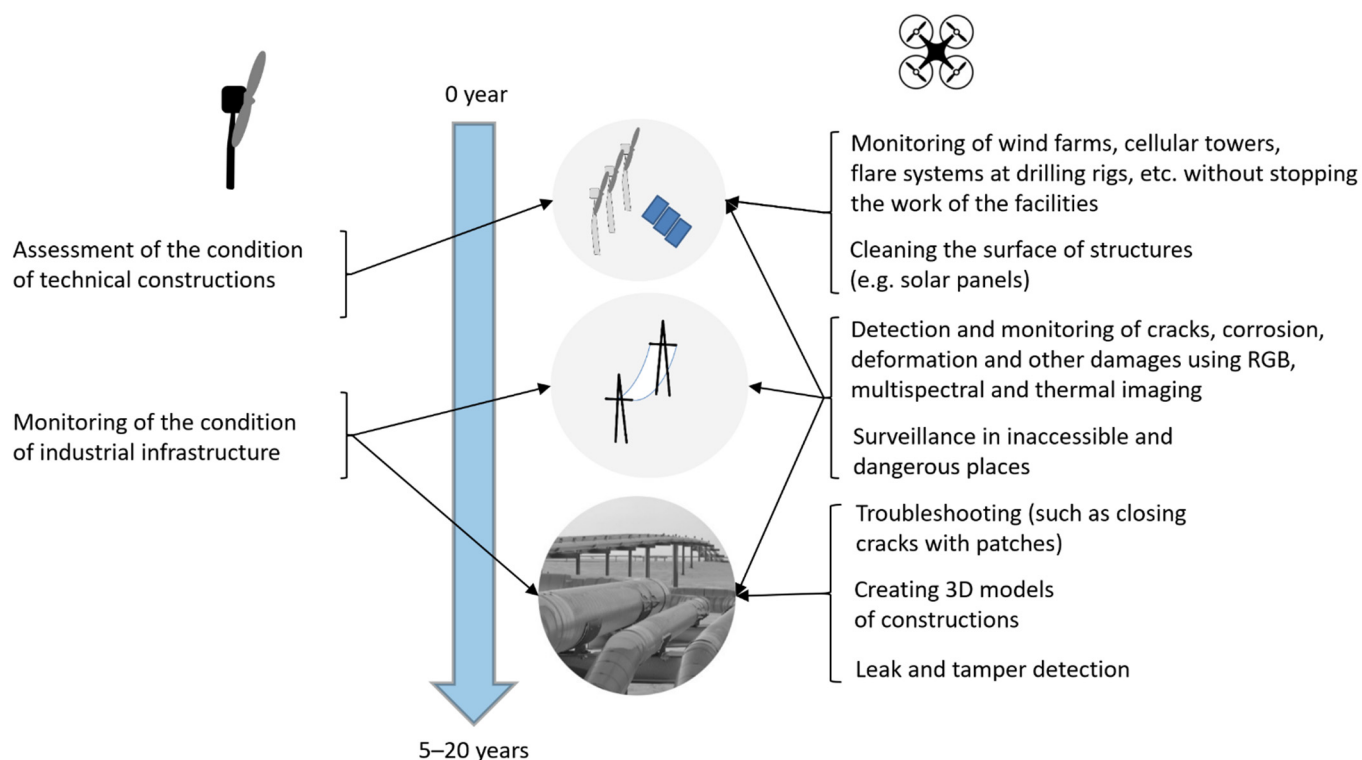 0 year
Assessment of the condition
of technical constructions
Monitoring of the condition
of industrial infrastructure
5–20 years
Monitoring of wind farms, cellular towers,
flare systems at drilling rigs, etc. without stopping
the work of the facilities
Cleaning the surface of structures
(e.g. solar panels)
Detection and monitoring of cracks, corrosion,
deformation and other damages using RGB,
multispectral and thermal imaging
Surveillance in inaccessible and
dangerous places
Troubleshooting (such as closing
cracks with patches)
Creating 3D models
of constructions
Leak and tamper detection